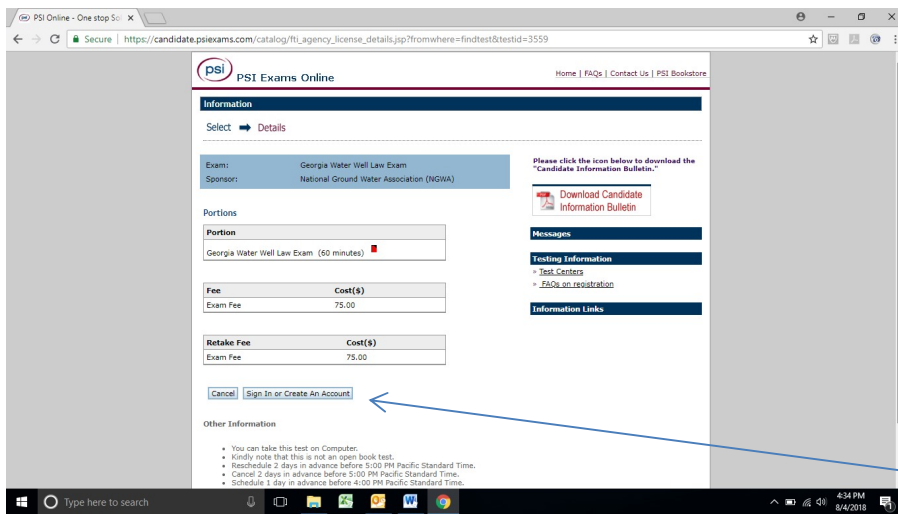 PSI Online - One stop Sol
Secure | https://candidate.psiexams.com/catalog/fti_agency_license_details.jsp?fromwhere=findtest&testid=3559
psi PSI Exams Online
Home | FAQs | Contact Us | PSI Bookstore
Information
Select Details
Exam: Georgia Water Well Law Exam
Sponsor: National Ground Water Association (NGWA)
Please click the icon below to download the
"Candidate Information Bulletin."
Download Candidate
Information Bulletin
Portions
Portion
Georgia Water Well Law Exam (60 minutes)
Messages
Testing Information
» Test Centers
» FAQs on registration
Information Links
Fee Cost($)
Exam Fee 75.00
Retake Fee Cost($)
Exam Fee 75.00
Cancel Sign In or Create An Account
Other Information
• You can take this test on Computer.
• Kindly note that this is not an open book test.
• Reschedule 2 days in advance before 5:00 PM Pacific Standard Time.
• Cancel 2 days in advance before 5:00 PM Pacific Standard Time.
• Schedule 1 day in advance before 4:00 PM Pacific Standard Time.
Type here to search
4:34 PM
8/4/2018